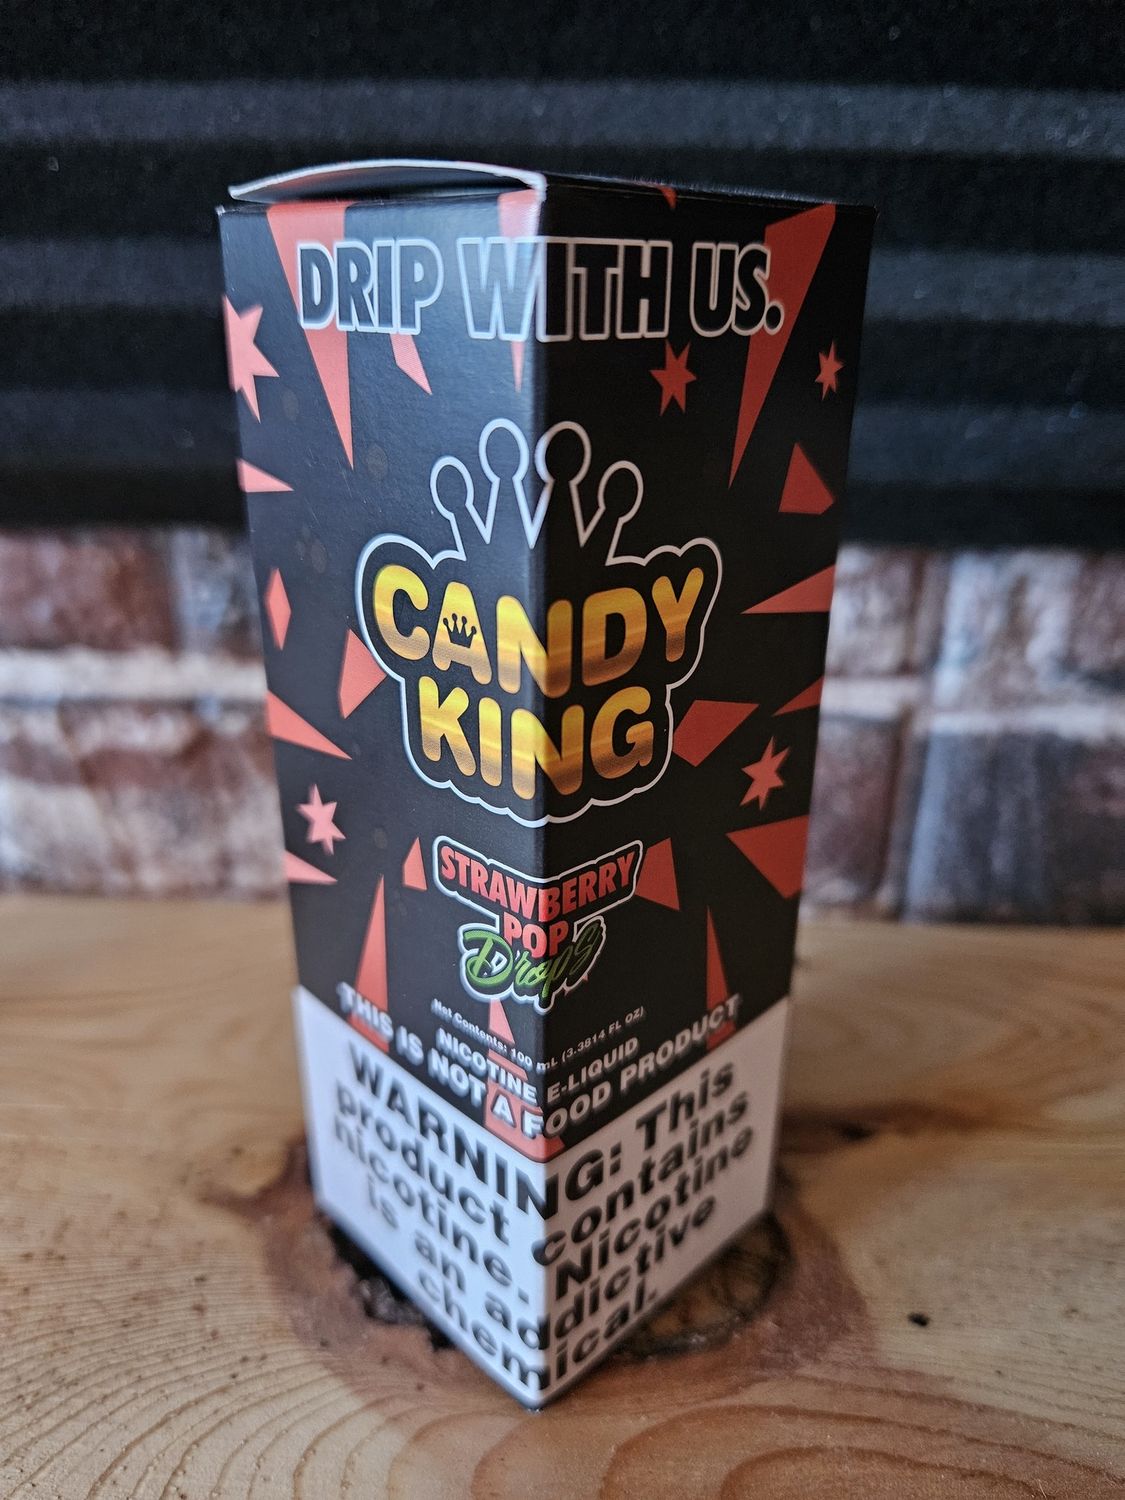 DRIP WITH US.
CANDY
KING
STRAWBERRY
POP
Drops
Net Contents: 100 mL (3.3814 FL OZ)
NICOTINE E-LIQUID
THIS IS NOT A FOOD PRODUCT
WARNING: This
product contains
nicotine. Nicotine
is an addictive
chemical.